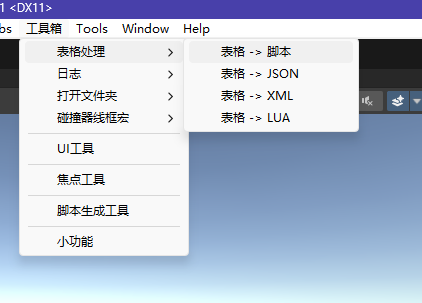 1 <DX11>
bs 工具箱 Tools Window Help
表格处理
日志
打开文件夹
碰撞器线框宏
UI工具
焦点工具
脚本生成工具
小功能
表格 -> 脚本
表格 -> JSON
表格 -> XML
表格 -> LUA